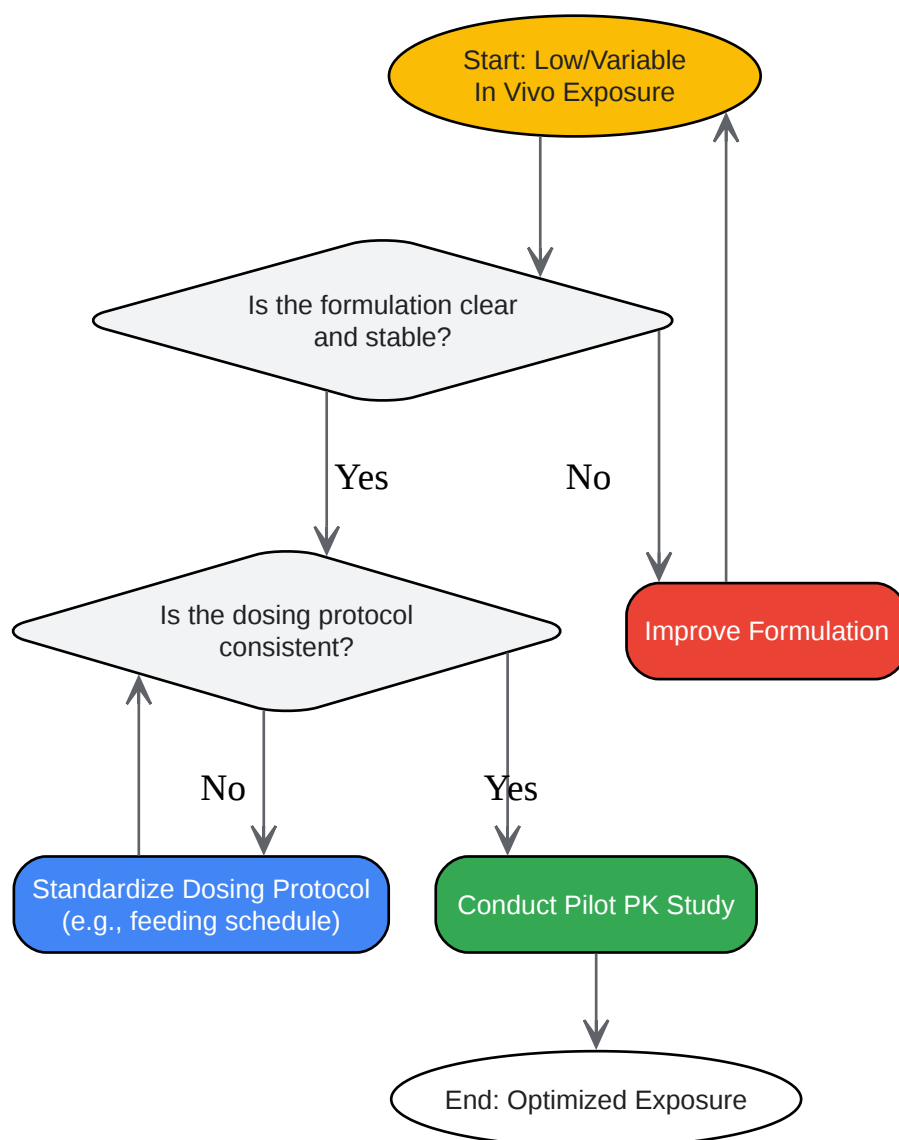 Start: Low/Variable
In Vivo Exposure
Is the formulation clear
and stable?
Yes
No
Is the dosing protocol
consistent?
Improve Formulation
No
Yes
Standardize Dosing Protocol
(e.g., feeding schedule)
Conduct Pilot PK Study
End: Optimized Exposure